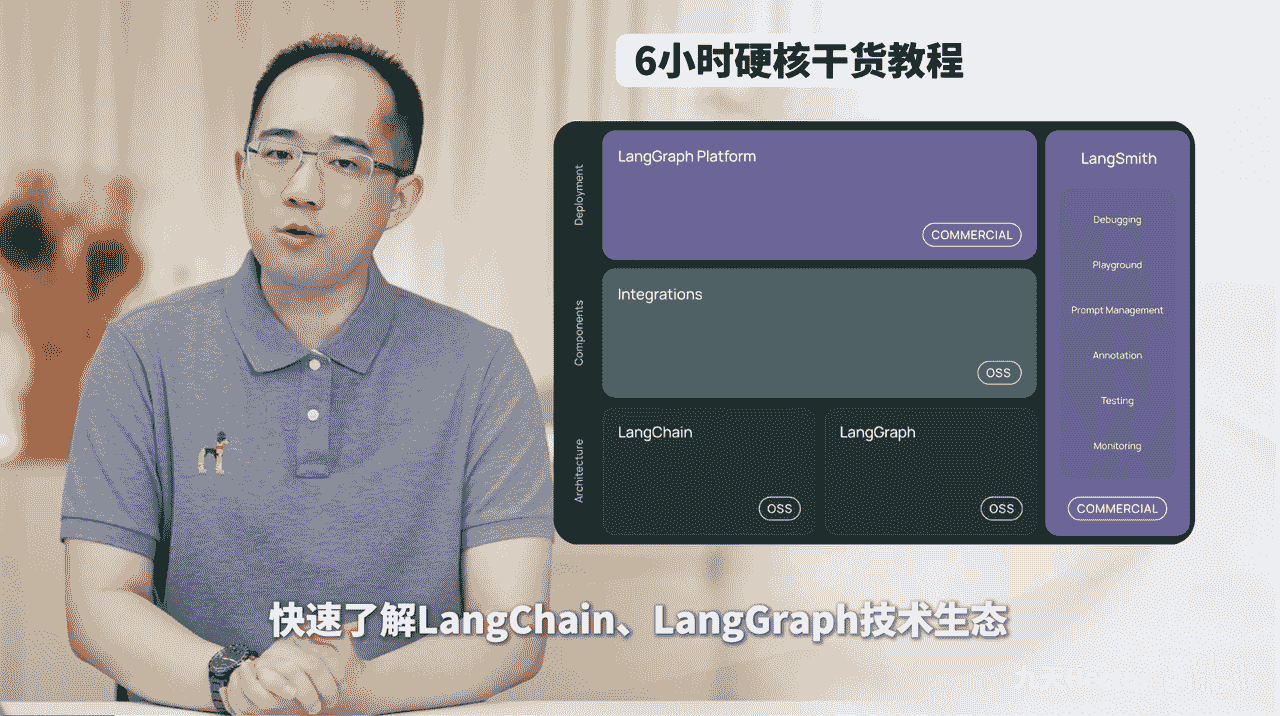 6小时硬核干货教程
Deployment
LangGraph Platform
COMMERCIAL
Components
Integrations
OSS
Architecture
LangChain
OSS
LangGraph
OSS
LangSmith
Debugging
Playground
Prompt Management
Annotation
Testing
Monitoring
COMMERCIAL
快速了解LangChain、LangGraph技术生态